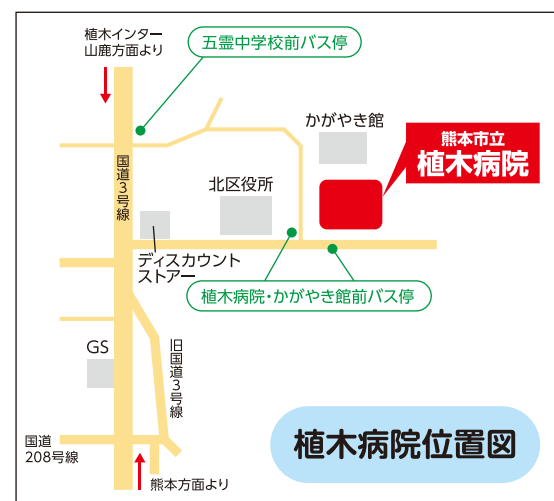 植木インター
山鹿方面より
五霊中学校前バス停
かがやき館
熊本市立
植木病院
国道3号線
北区役所
ディスカウント
ストアー
植木病院・かがやき館前バス停
GS
旧国道3号線
国道
208号線
熊本方面より
植木病院位置図